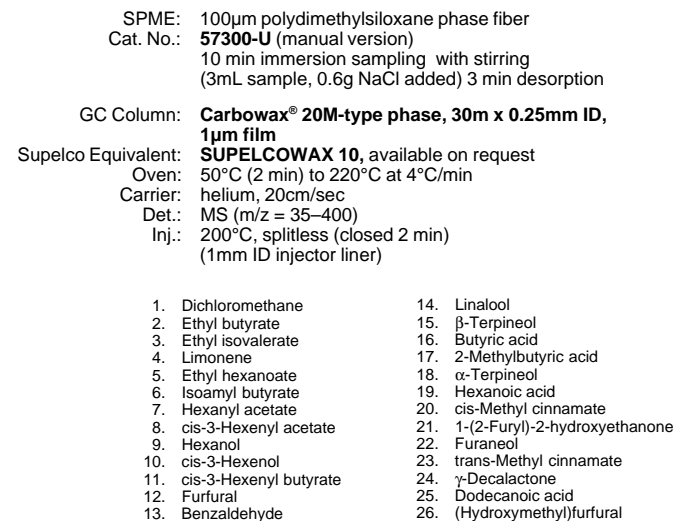 SPME: 100µm polydimethylsiloxane phase fiber
Cat. No.: 57300-U (manual version)
10 min immersion sampling with stirring
(3mL sample, 0.6g NaCl added) 3 min desorption
GC Column: Carbowax® 20M-type phase, 30m x 0.25mm ID,
1µm film
Supelco Equivalent: SUPELCOWAX 10, available on request
Oven: 50°C (2 min) to 220°C at 4°C/min
Carrier: helium, 20cm/sec
Det.: MS (m/z = 35–400)
Inj.: 200°C, splitless (closed 2 min)
(1mm ID injector liner)
1. Dichloromethane
2. Ethyl butyrate
3. Ethyl isovalerate
4. Limonene
5. Ethyl hexanoate
6. Isoamyl butyrate
7. Hexanyl acetate
8. cis-3-Hexenyl acetate
9. Hexanol
10. cis-3-Hexenol
11. cis-3-Hexenyl butyrate
12. Furfural
13. Benzaldehyde
14. Linalool
15. β-Terpineol
16. Butyric acid
17. 2-Methylbutyric acid
18. α-Terpineol
19. Hexanoic acid
20. cis-Methyl cinnamate
21. 1-(2-Furyl)-2-hydroxyethanone
22. Furaneol
23. trans-Methyl cinnamate
24. γ-Decalactone
25. Dodecanoic acid
26. (Hydroxymethyl)furfural